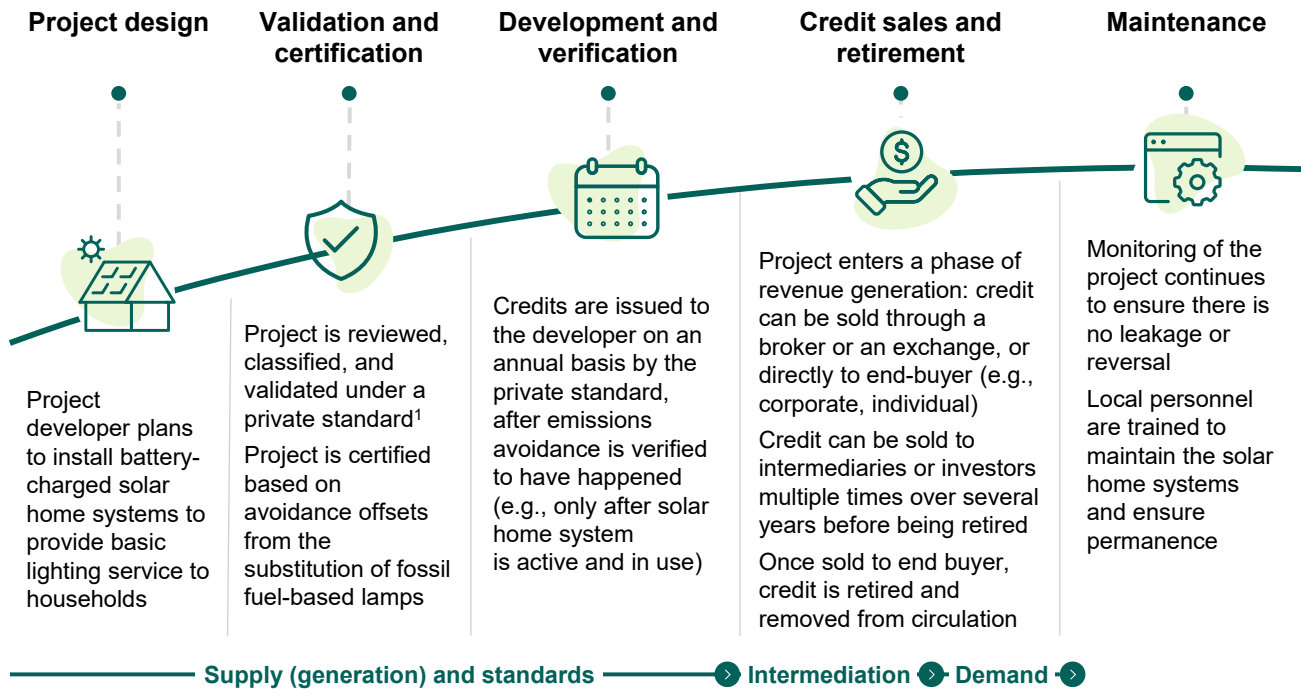 Project design
Validation and
certification
Development and
verification
Credit sales and
retirement
Maintenance
$
Project
developer plans
to install battery-
charged solar
home systems to
provide basic
lighting service to
households
Project is reviewed,
classified, and
validated under a
private standard¹
Project is certified
based on
avoidance offsets
from the
substitution of fossil
fuel-based lamps
Credits are issued to
the developer on an
annual basis by the
private standard,
after emissions
avoidance is verified
to have happened
(e.g., only after solar
home system
is active and in use)
Project enters a phase of
revenue generation: credit
can be sold through a
broker or an exchange, or
directly to end-buyer (e.g.,
corporate, individual)
Credit can be sold to
intermediaries or investors
multiple times over several
years before being retired
Once sold to end buyer,
credit is retired and
removed from circulation
Monitoring of the
project continues
to ensure there is
no leakage or
reversal
Local personnel
are trained to
maintain the solar
home systems
and ensure
permanence
Supply (generation) and standards
Intermediation
Demand